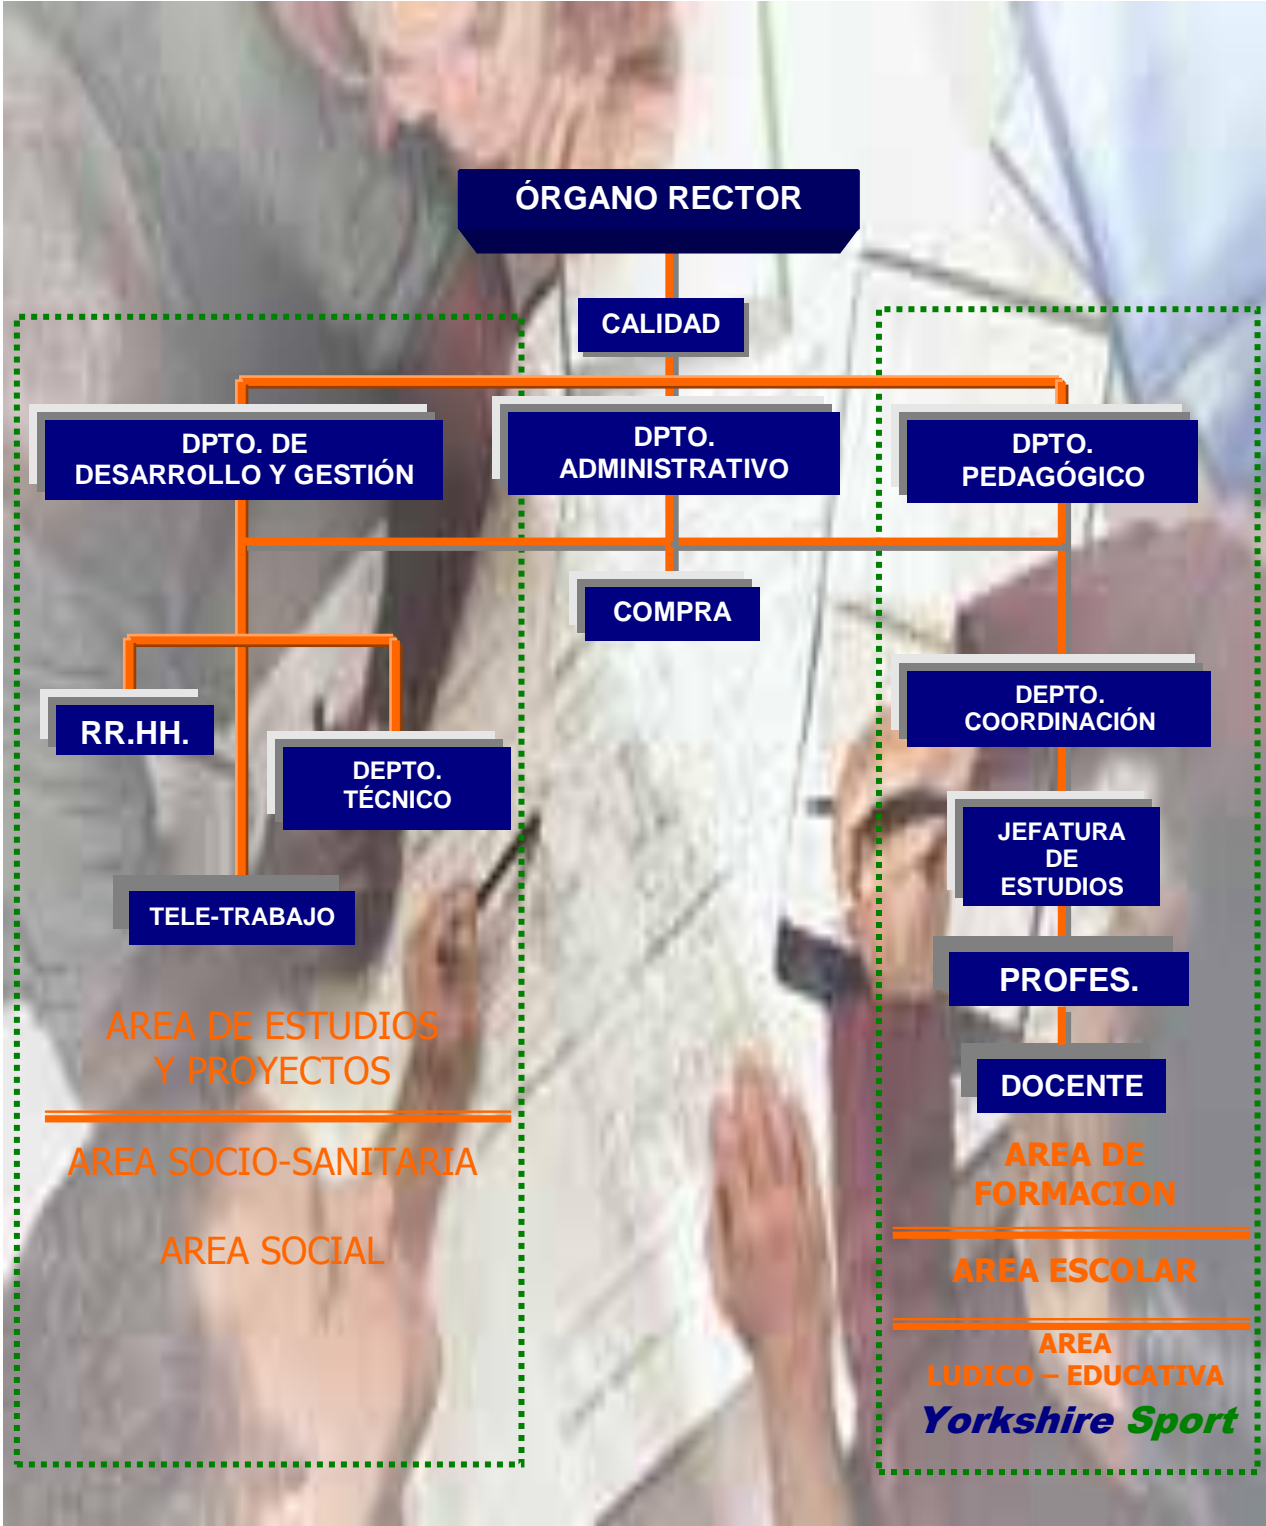 ÓRGANO RECTOR
CALIDAD
DPTO. DE
DESARROLLO Y GESTIÓN
DPTO.
ADMINISTRATIVO
DPTO.
PEDAGÓGICO
COMPRA
RR.HH.
DEPTO.
TÉCNICO
TELE-TRABAJO
DEPTO.
COORDINACIÓN
JEFATURA
DE
ESTUDIOS
PROFES.
DOCENTE
AREA DE ESTUDIOS
Y PROYECTOS
AREA SOCIO-SANITARIA
AREA SOCIAL
AREA DE
FORMACION
AREA ESCOLAR
AREA
LUDICO – EDUCATIVA
Yorkshire Sport